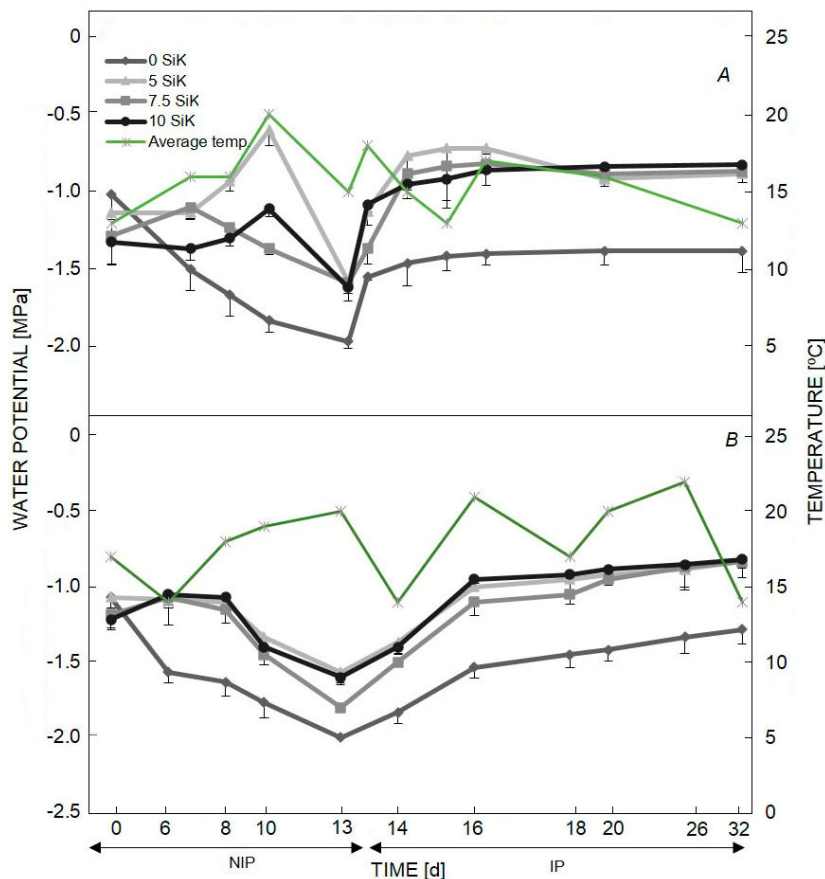 0
-0.5
-1.0
-1.5
-2.0
0 SiK
5 SiK
7.5 SiK
10 SiK
Average temp.
A
25
20
15
10
5
0
WATER POTENTIAL [MPa]
TEMPERATURE [ºC]
0
-0.5
-1.0
-1.5
-2.0
-2.5
B
25
20
15
10
5
0
0 6 8 10 13 14 16 18 20 26 32
NIP TIME [d] IP